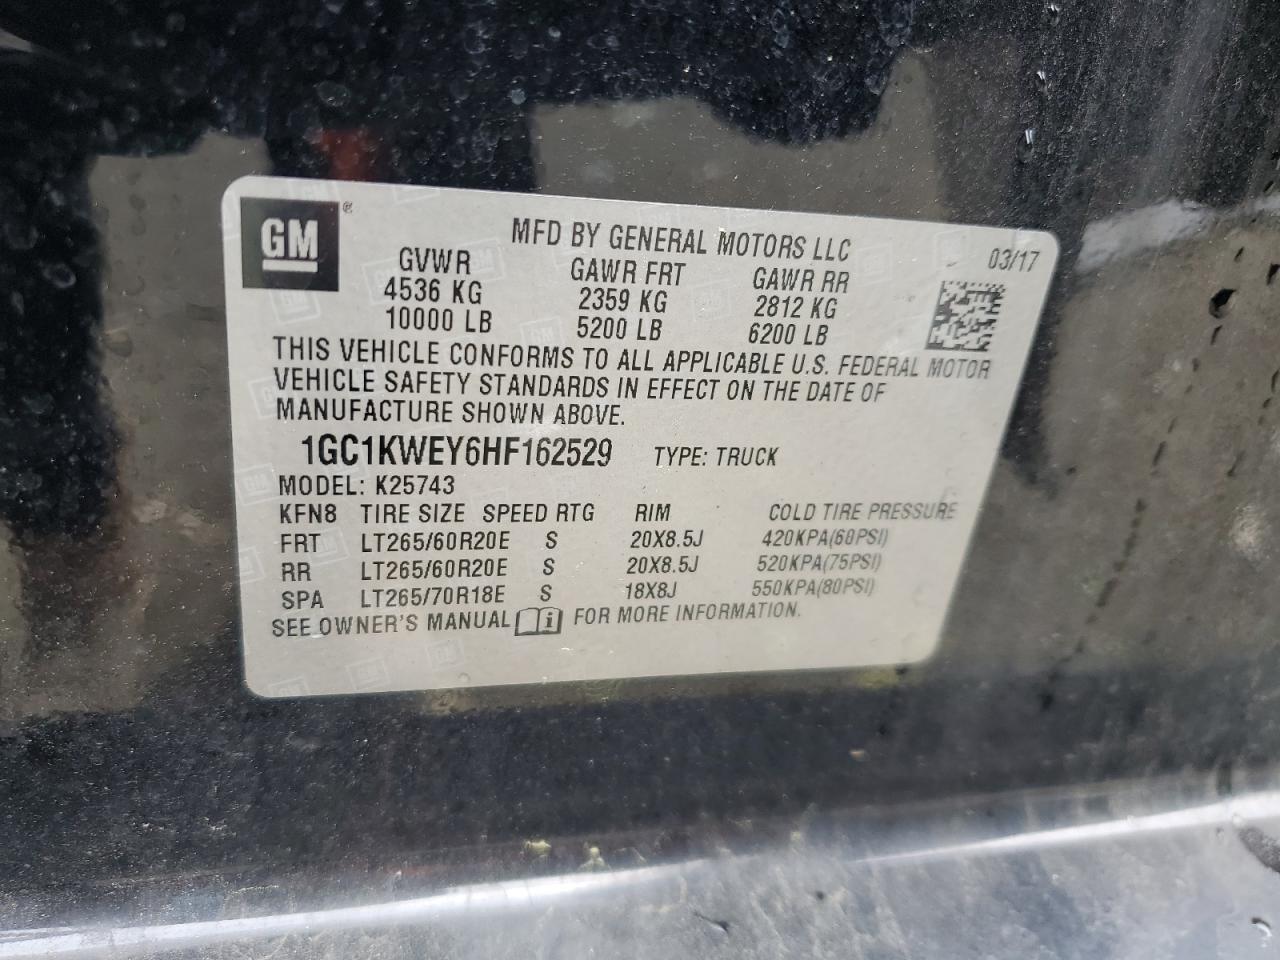 GM ®
MFD BY GENERAL MOTORS LLC 03/17
GVWR GAWR FRT GAWR RR
4536 KG 2359 KG 2812 KG
10000 LB 5200 LB 6200 LB
THIS VEHICLE CONFORMS TO ALL APPLICABLE U.S. FEDERAL MOTOR
VEHICLE SAFETY STANDARDS IN EFFECT ON THE DATE OF
MANUFACTURE SHOWN ABOVE.
1GC1KWEY6HF162529 TYPE: TRUCK
MODEL: K25743
KFN8 TIRE SIZE SPEED RTG RIM COLD TIRE PRESSURE
FRT LT265/60R20E S 20X8.5J 420KPA(60PSI)
RR LT265/60R20E S 20X8.5J 520KPA(75PSI)
SPA LT265/70R18E S 18X8J 550KPA(80PSI)
SEE OWNER'S MANUAL i FOR MORE INFORMATION.